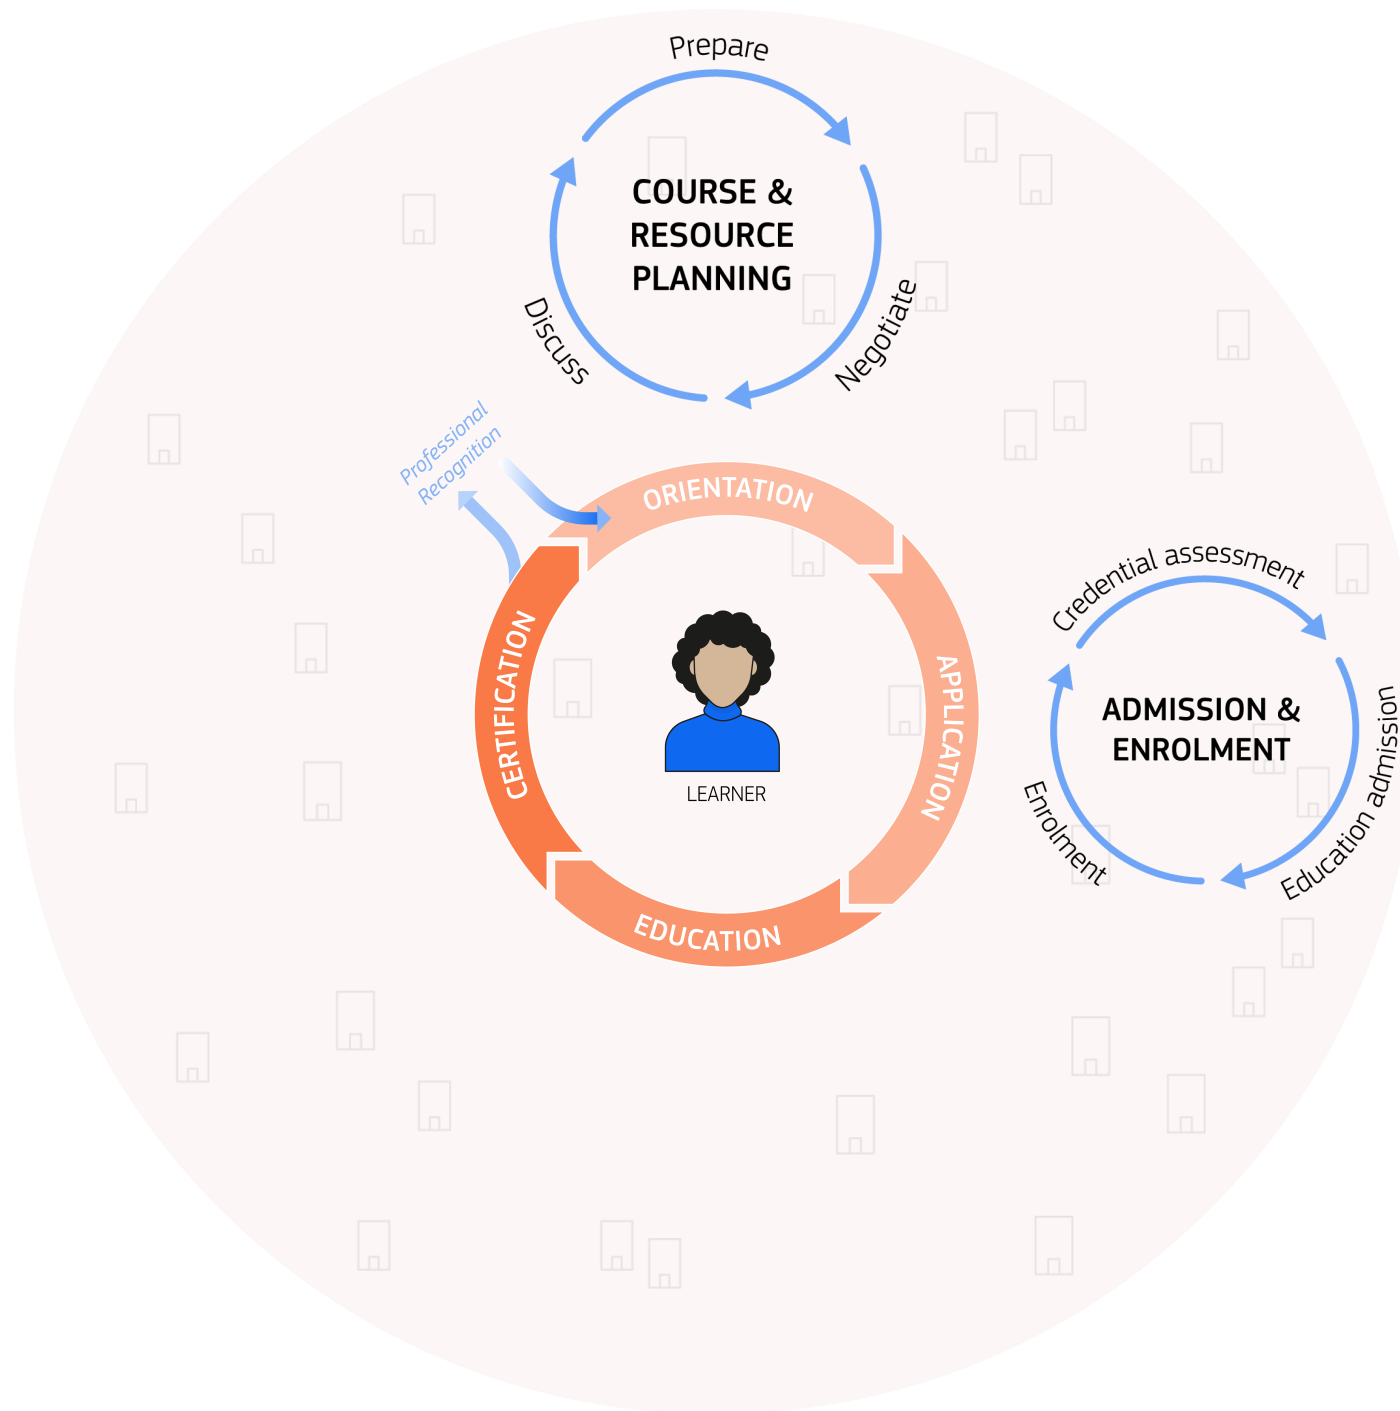 Prepare
COURSE &
RESOURCE
PLANNING
Negotiate
Discuss
Professional
Recognition
ORIENTATION
APPLICATION
EDUCATION
CERTIFICATION
LEARNER
Credential assessment
ADMISSION &
ENROLMENT
Education admission
Enrolment